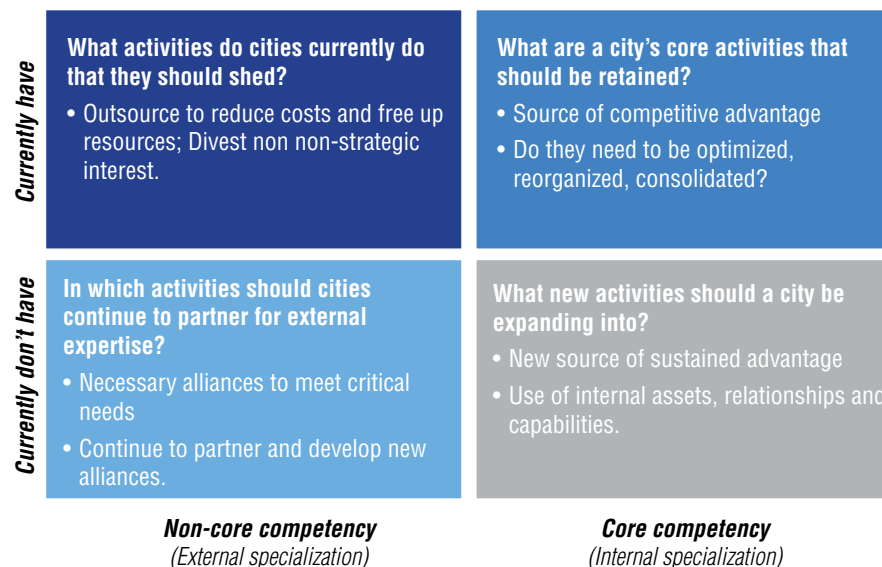 Currently have
What activities do cities currently do
that they should shed?
• Outsource to reduce costs and free up
resources; Divest non non-strategic
interest.
What are a city's core activities that
should be retained?
• Source of competitive advantage
• Do they need to be optimized,
reorganized, consolidated?
Currently don't have
In which activities should cities
continue to partner for external
expertise?
• Necessary alliances to meet critical
needs
• Continue to partner and develop new
alliances.
What new activities should a city be
expanding into?
• New source of sustained advantage
• Use of internal assets, relationships and
capabilities.
Non-core competency
(External specialization)
Core competency
(Internal specialization)